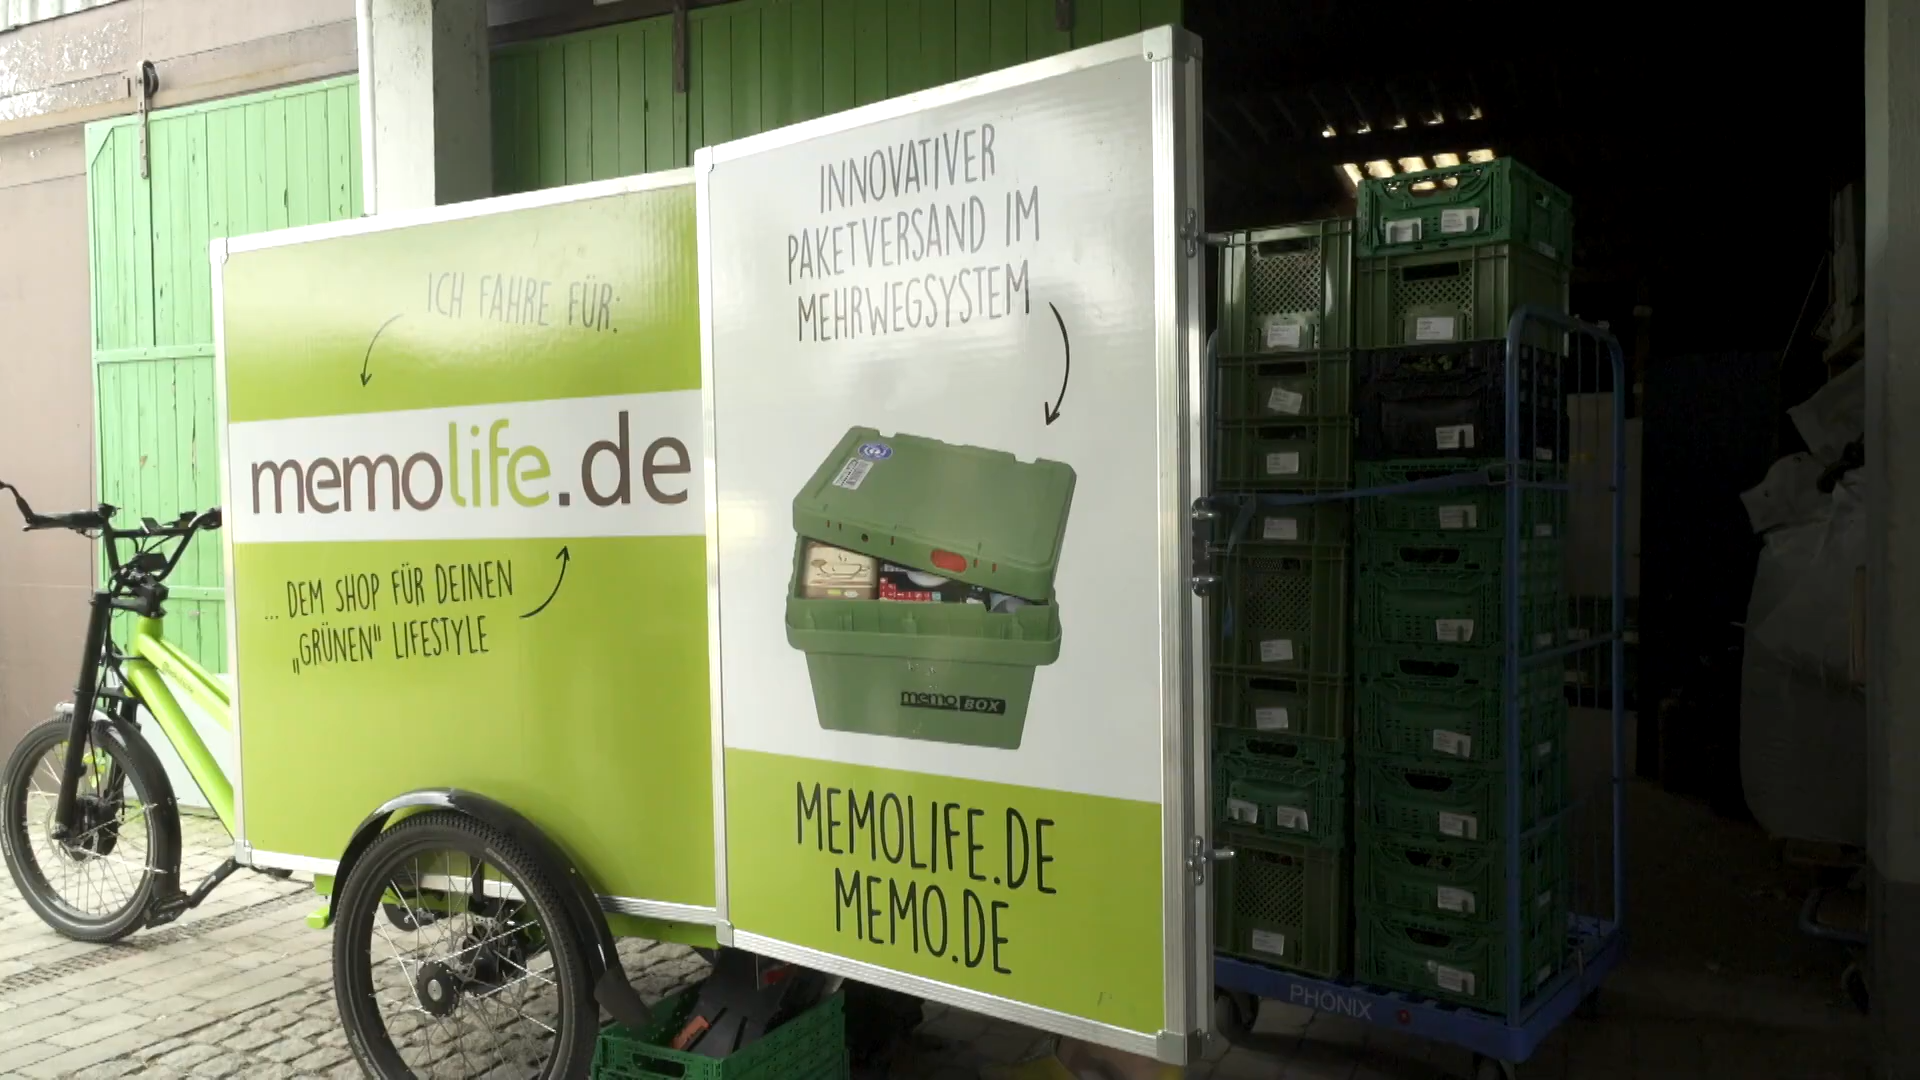 ICH FAHRE FÜR:
memolife.de
... DEM SHOP FÜR DEINEN
„GRÜNEN" LIFESTYLE
INNOVATIVER
PAKETVERSAND IM
MEHRWEGSYSTEM
memo BOX
MEMOLIFE.DE
MEMO.DE
PHÖNIX